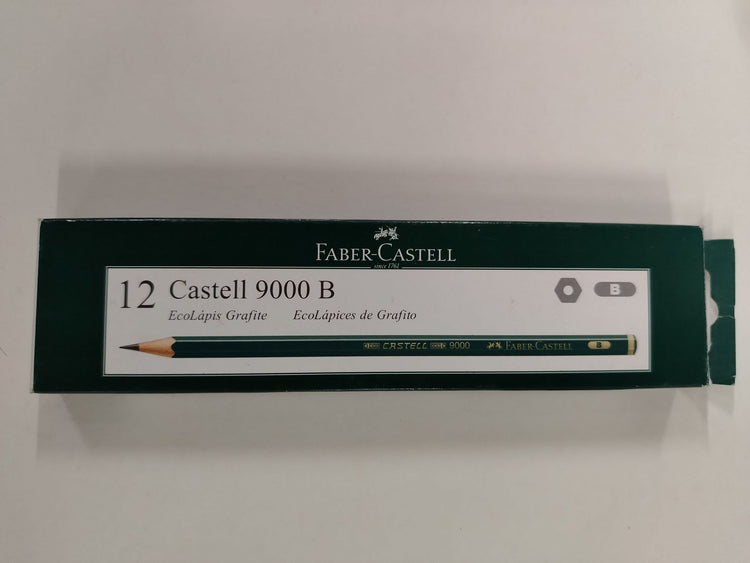 FABER-CASTELL
since 1761
12 Castell 9000 B
EcoLápis Grafite EcoLápices de Grafito
B
CASTELL 9000 FABER-CASTELL B